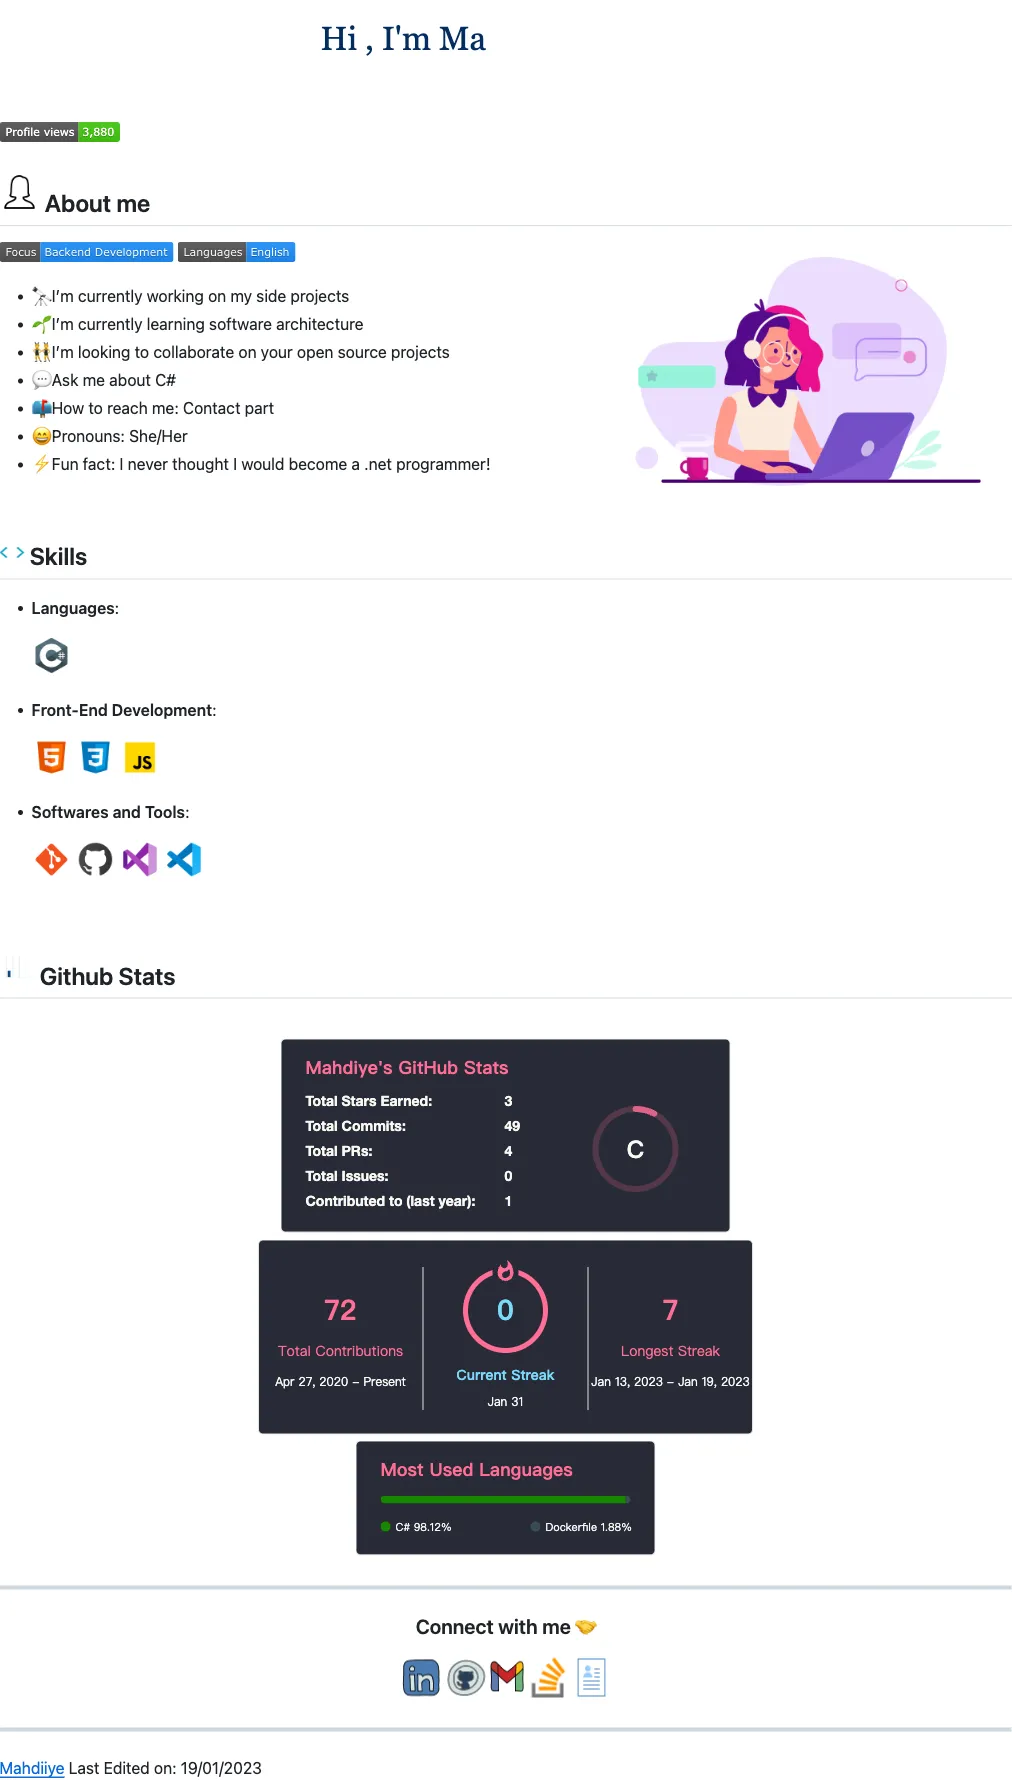 Hi , I'm Ma
Profile views 3,880
About me
Focus Backend Development Languages English
I'm currently working on my side projects
I'm currently learning software architecture
I'm looking to collaborate on your open source projects
Ask me about C#
How to reach me: Contact part
Pronouns: She/Her
Fun fact: I never thought I would become a .net programmer!
< > Skills
Languages:
C#
Front-End Development:
5 3 JS
Softwares and Tools:
Github Stats
Mahdiye's GitHub Stats
Total Stars Earned: 3
Total Commits: 49
Total PRs: 4
Total Issues: 0
Contributed to (last year): 1
C
72
Total Contributions
Apr 27, 2020 – Present
0
Current Streak
Jan 31
7
Longest Streak
Jan 13, 2023 – Jan 19, 2023
Most Used Languages
C# 98.12% Dockerfile 1.88%
Connect with me
in
Mahdiiye Last Edited on: 19/01/2023